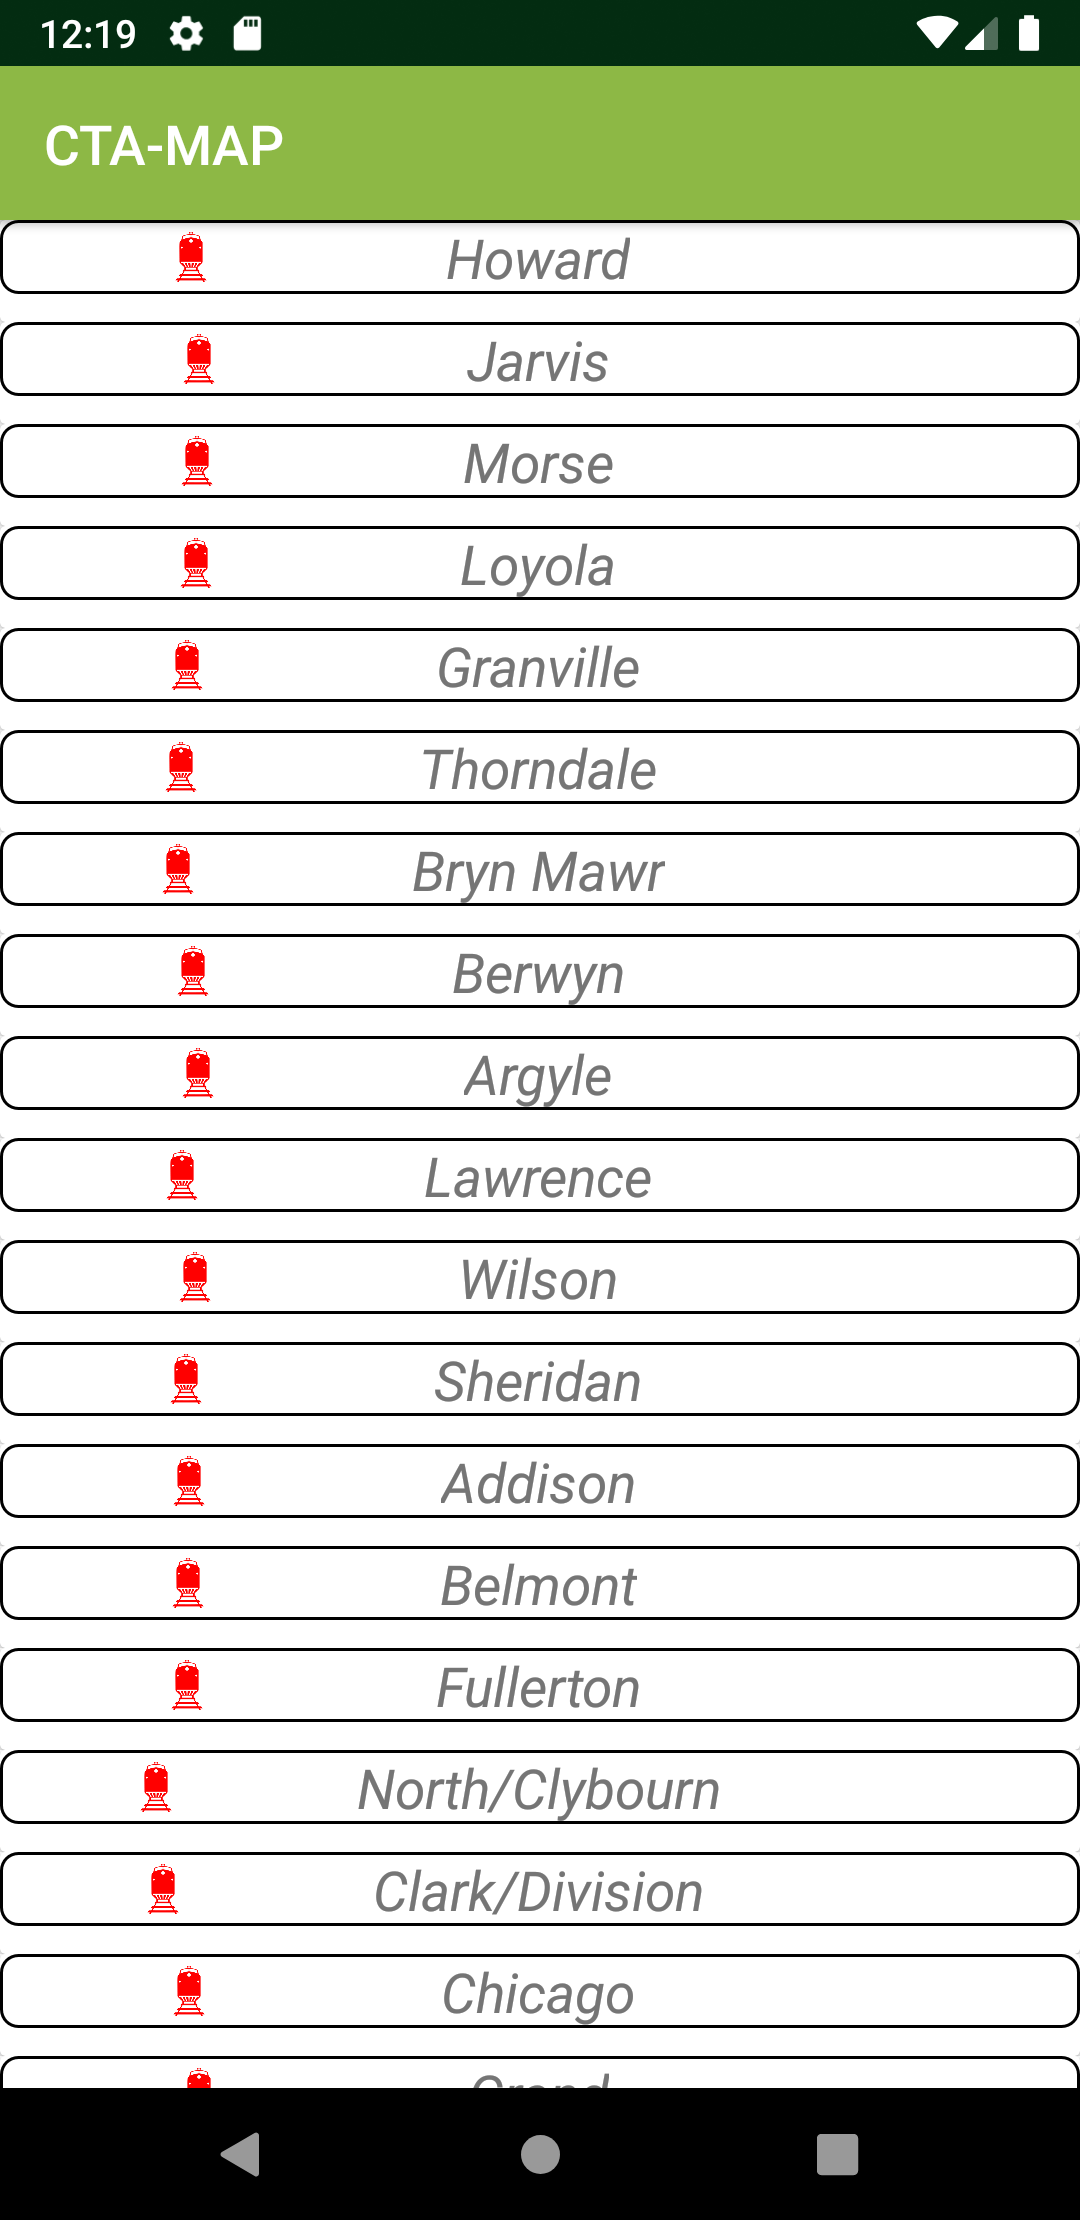 12:19
CTA-MAP
Howard
Jarvis
Morse
Loyola
Granville
Thorndale
Bryn Mawr
Berwyn
Argyle
Lawrence
Wilson
Sheridan
Addison
Belmont
Fullerton
North/Clybourn
Clark/Division
Chicago
Grand